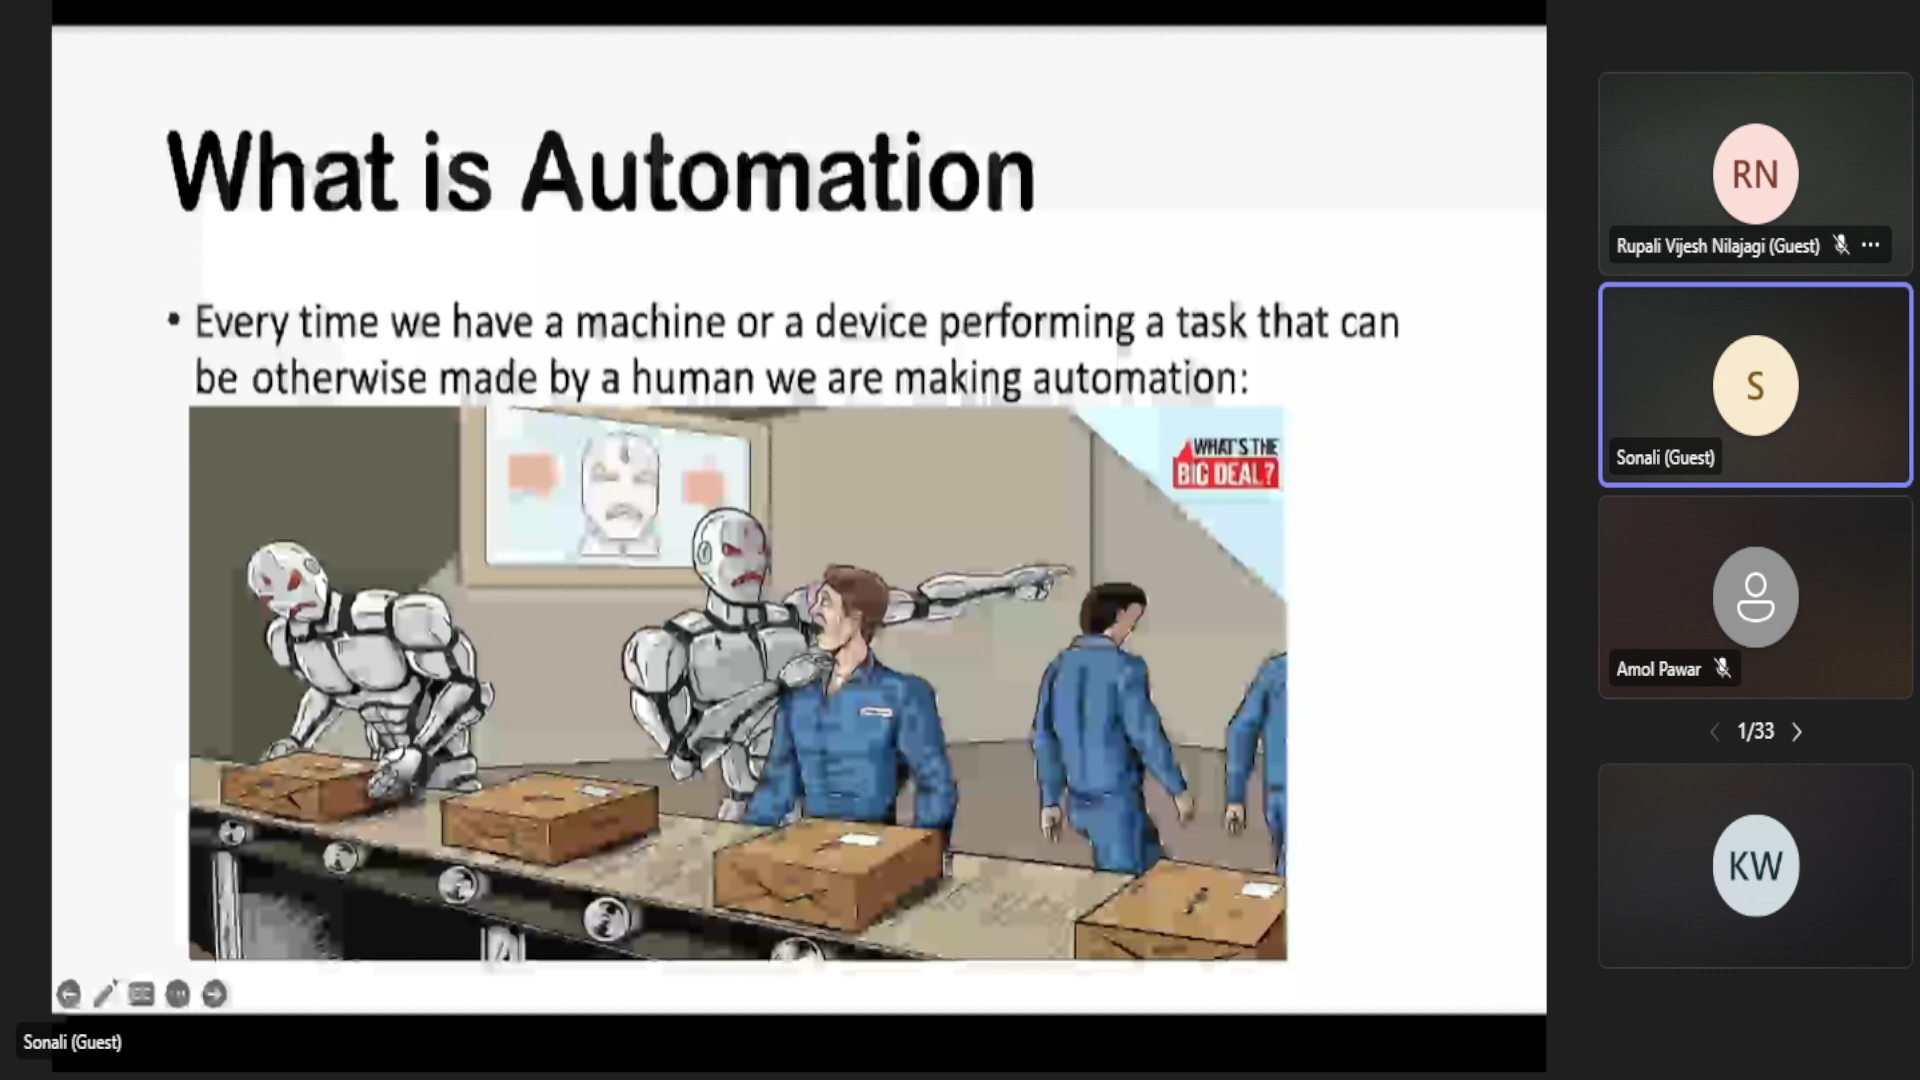 What is Automation
• Every time we have a machine or a device performing a task that can
be otherwise made by a human we are making automation:
WHAT'S THE
BIG DEAL?
RN
Rupali Vijesh Nilajagi (Guest)
S
Sonali (Guest)
Amol Pawar
1/33
KW
Sonali (Guest)